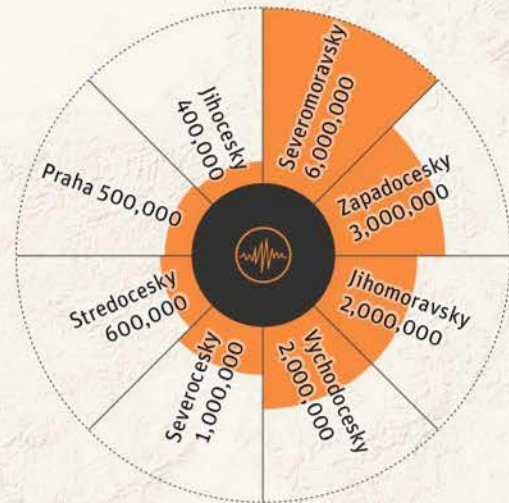 Severomoravsky
6,000,000
Zapadocesky
3,000,000
Jihomoravsky
2,000,000
Vychodocesky
2,000,000
Severocesky
1,000,000
Stredocesky
600,000
Praha 500,000
Jihocesky
400,000